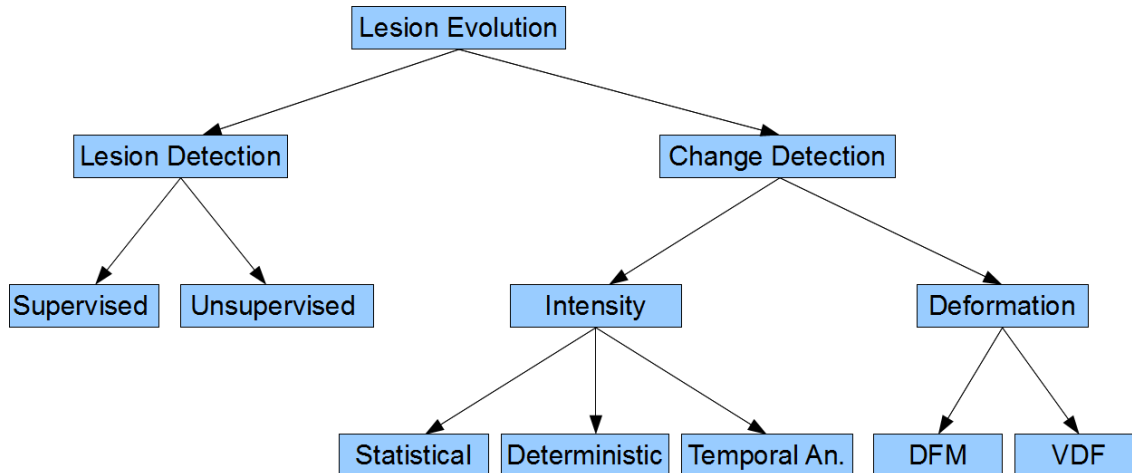 Lesion Evolution
Lesion Detection
Change Detection
Supervised
Unsupervised
Intensity
Deformation
Statistical
Deterministic
Temporal An.
DFM
VDF